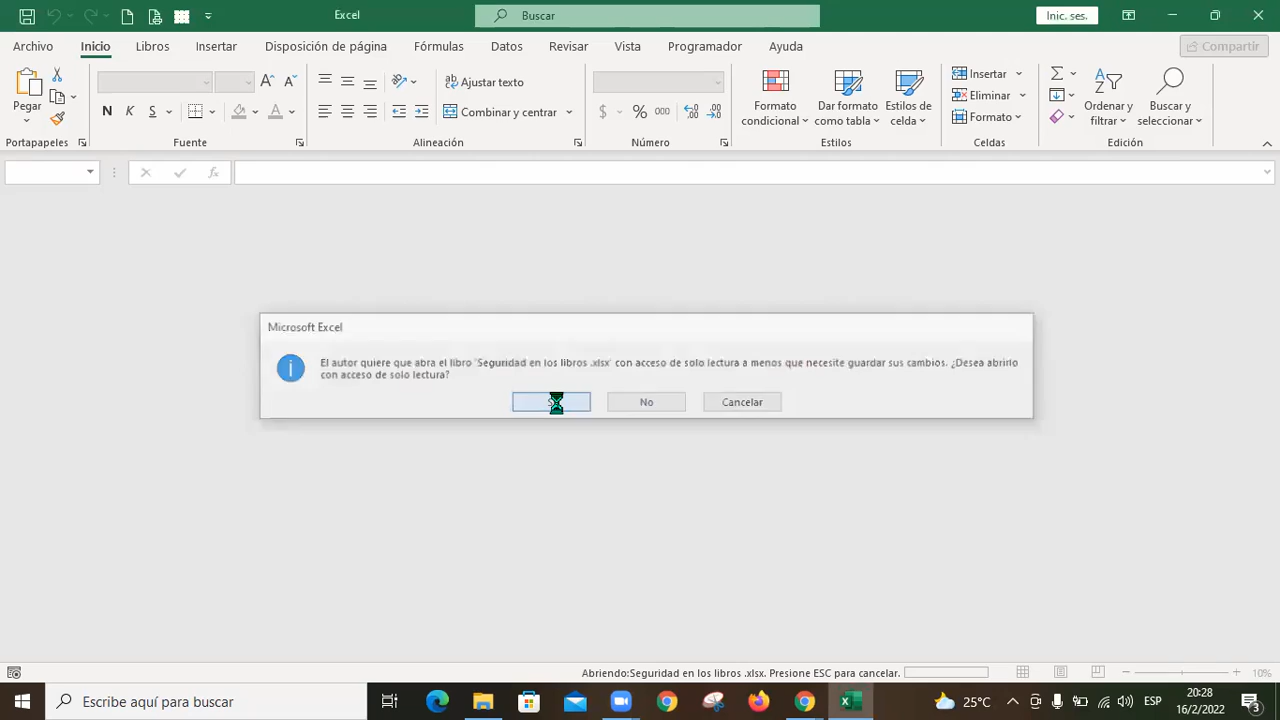 Excel
Buscar
Inic. ses.
Archivo Inicio Libros Insertar Disposición de página Fórmulas Datos Revisar Vista Programador Ayuda
Compartir
Pegar
N K S
Ajustar texto
Combinar y centrar
$ % 000
Formato condicional
Dar formato como tabla
Estilos de celda
Insertar
Eliminar
Formato
Ordenar y filtrar
Buscar y seleccionar
Portapapeles Fuente Alineación Número Estilos Celdas Edición
fx
Microsoft Excel
El autor quiere que abra el libro 'Seguridad en los libros .xlsx' con acceso de solo lectura a menos que necesite guardar sus cambios. ¿Desea abrirlo
con acceso de solo lectura?
No Cancelar
Abriendo:Seguridad en los libros .xlsx. Presione ESC para cancelar.
10%
Escribe aquí para buscar
25°C
ESP
20:28
16/2/2022
3